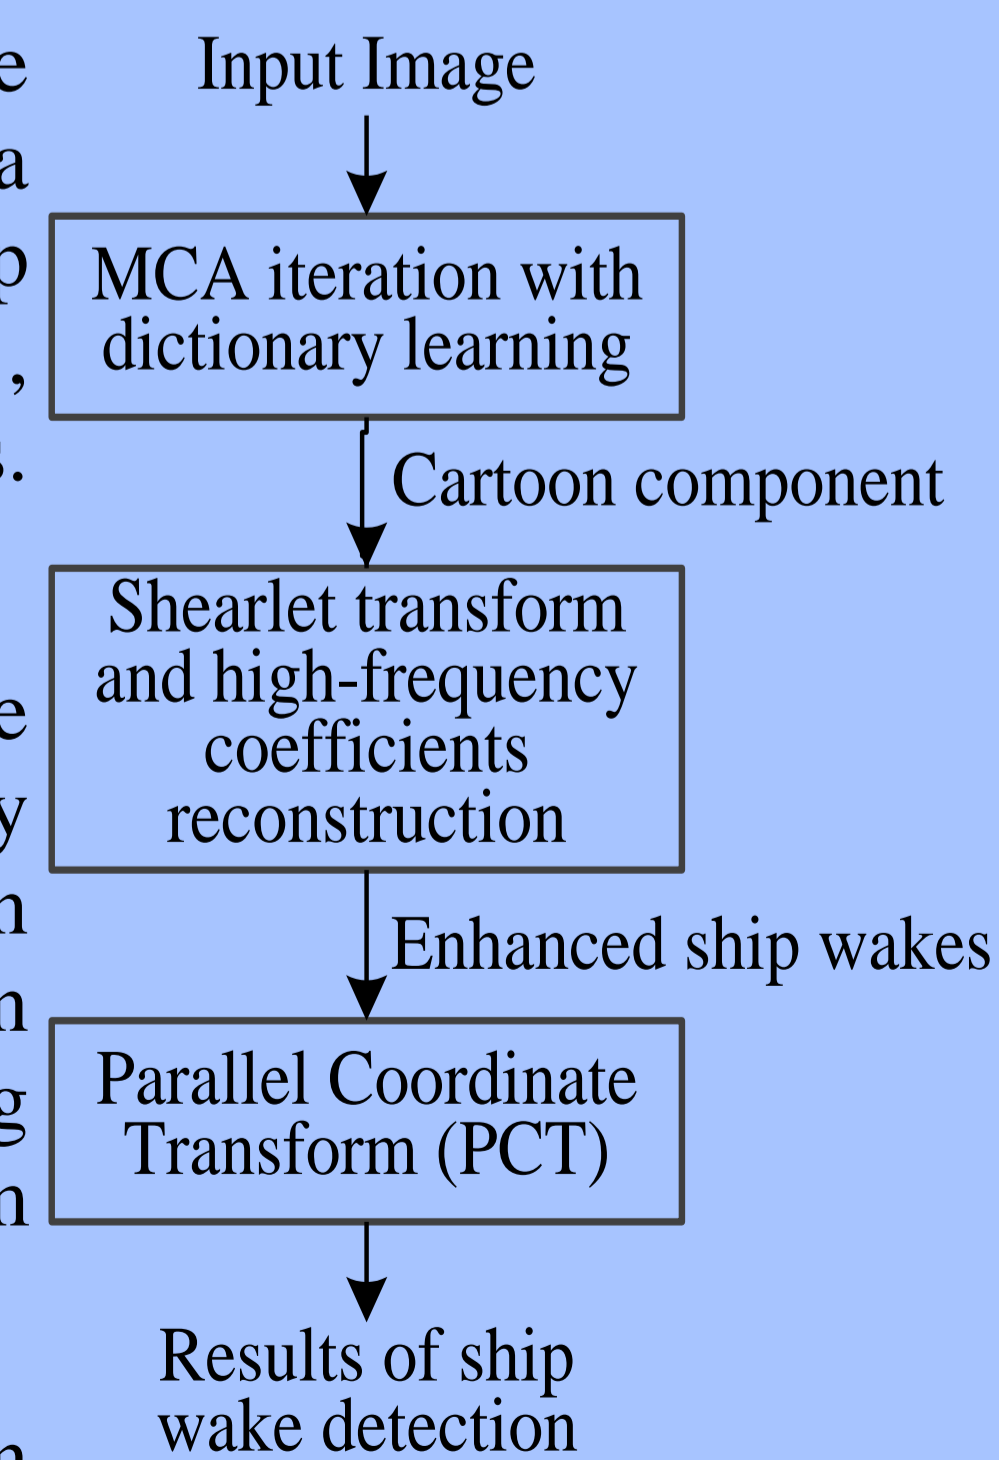 Input Image
MCA iteration with
dictionary learning
Cartoon component
Shearlet transform
and high-frequency
coefficients
reconstruction
Enhanced ship wakes
Parallel Coordinate
Transform (PCT)
Results of ship
wake detection